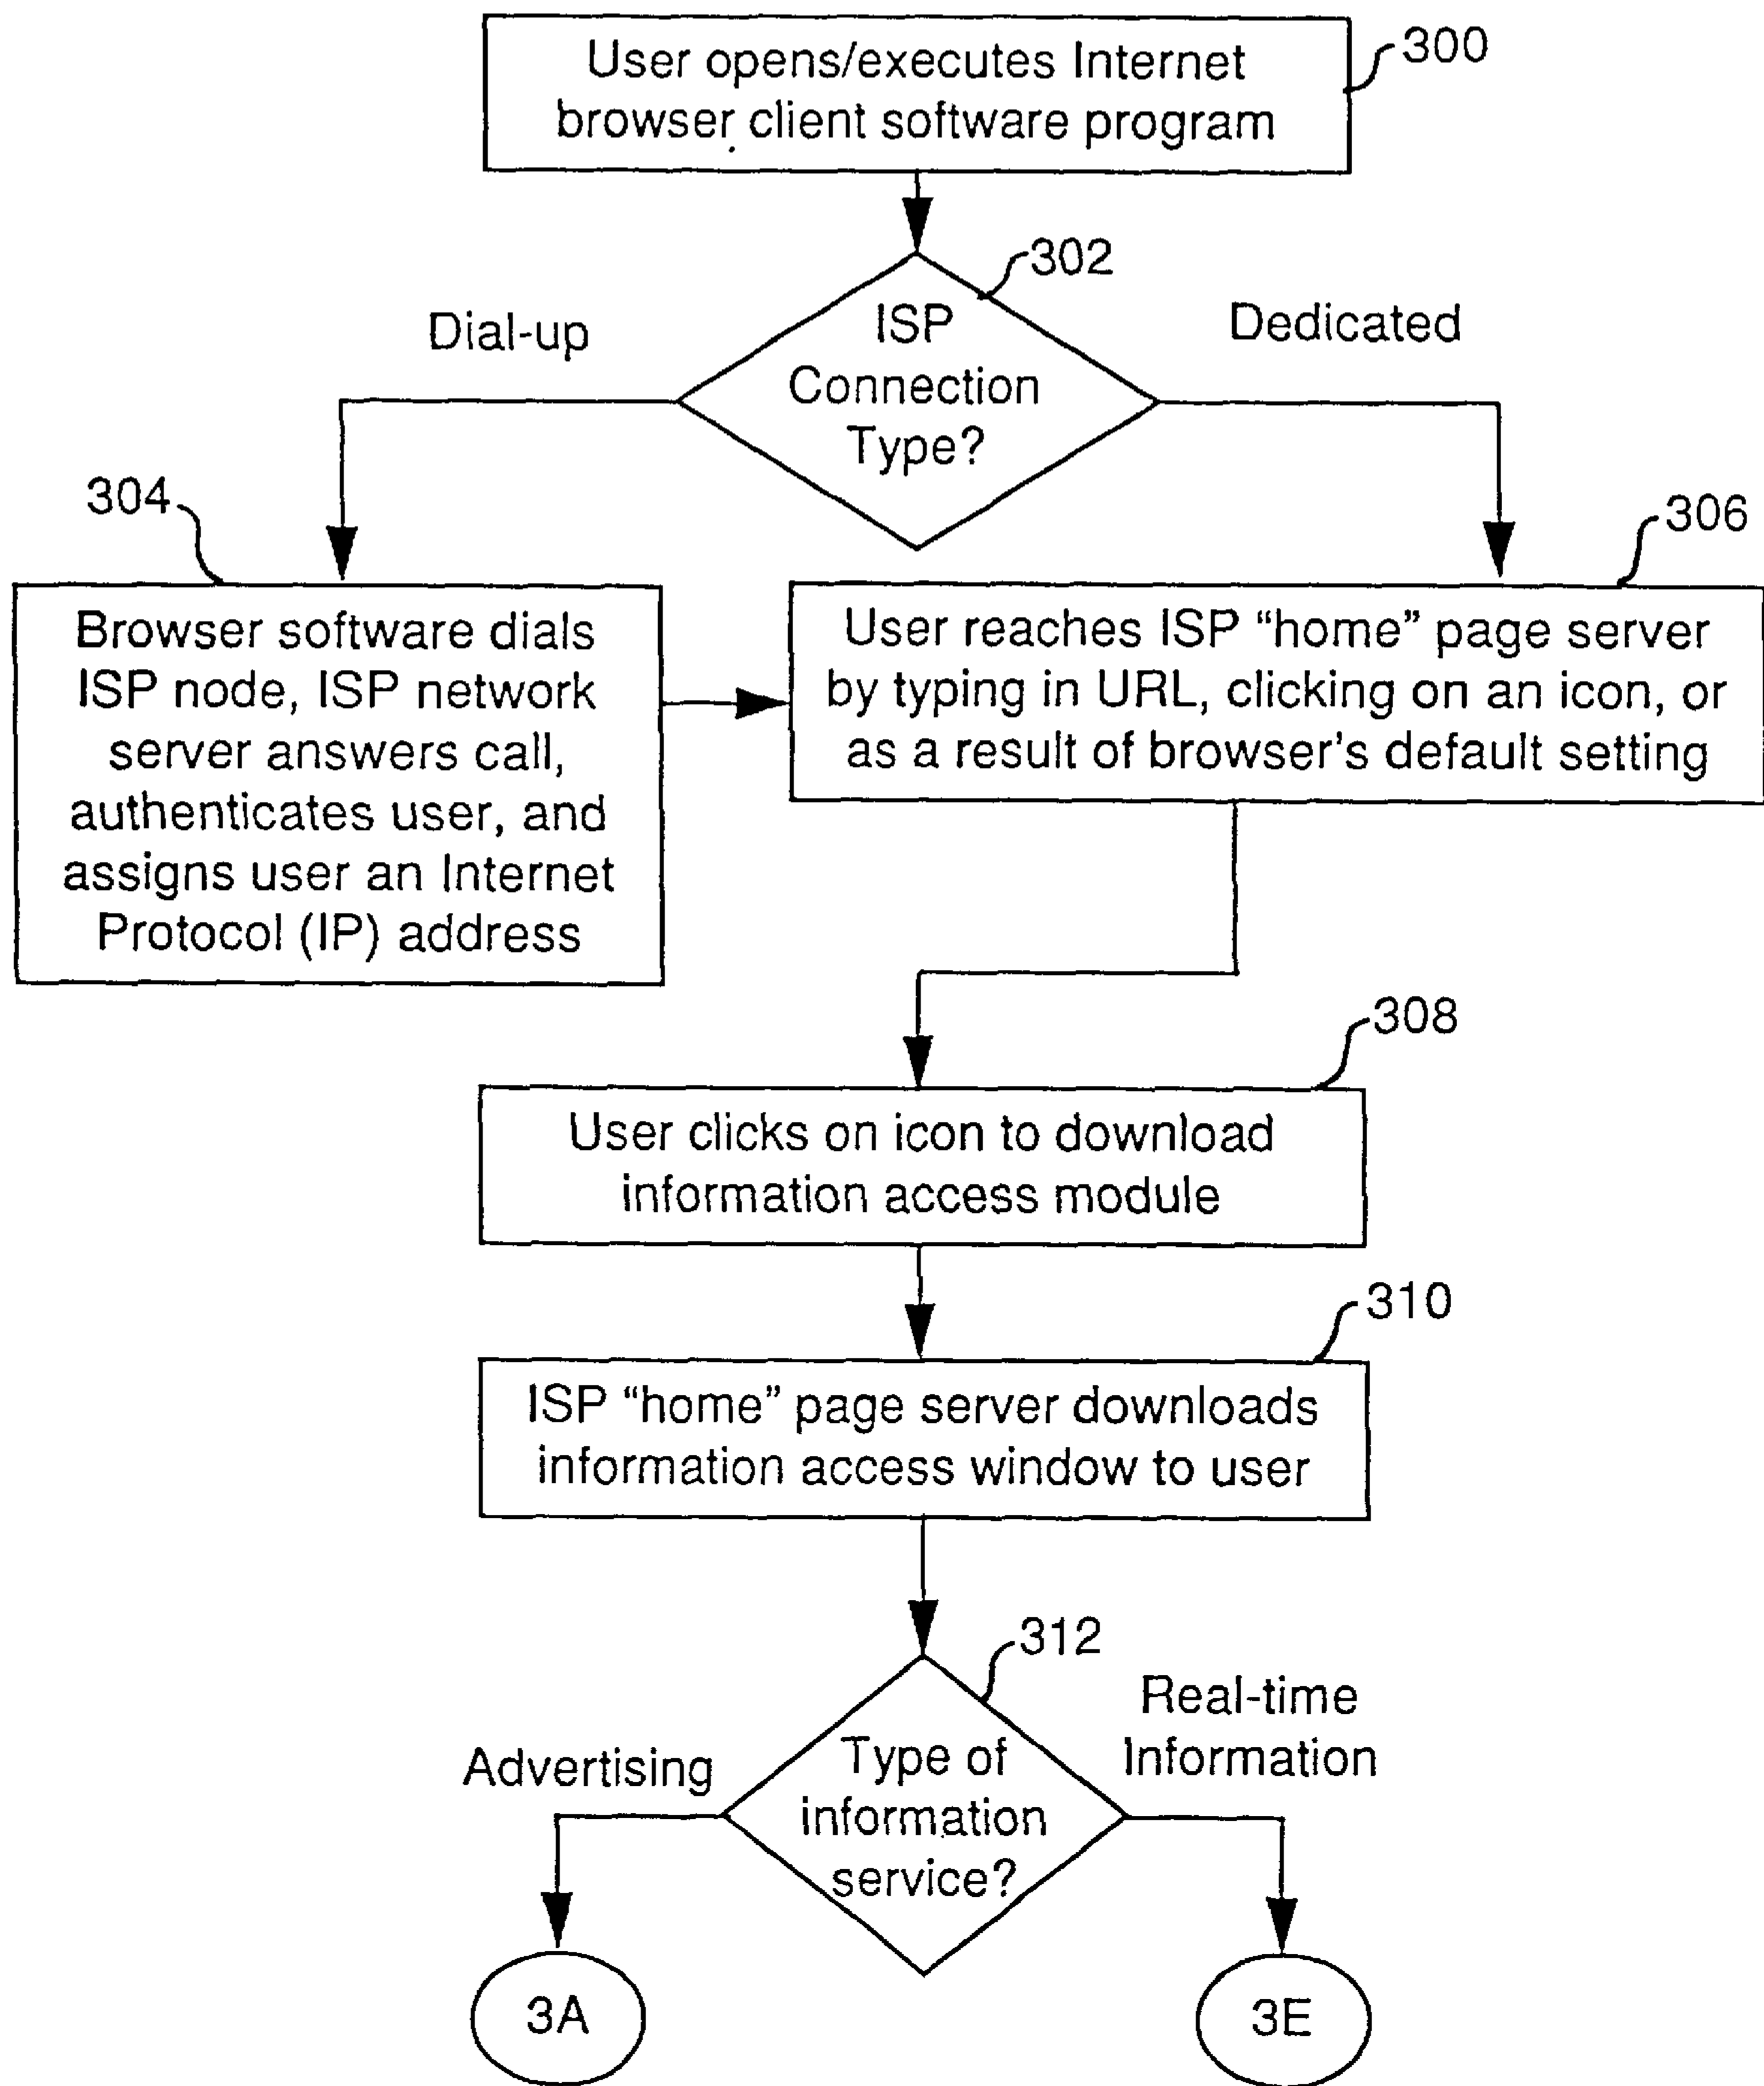 User opens/executes Internet
browser client software program
300
302
ISP
Connection
Type?
Dial-up
Dedicated
304
306
Browser software dials
ISP node, ISP network
server answers call,
authenticates user, and
assigns user an Internet
Protocol (IP) address
User reaches ISP “home” page server
by typing in URL, clicking on an icon, or
as a result of browser’s default setting
308
User clicks on icon to download
information access module
310
ISP “home” page server downloads
information access window to user
312
Type of
information
service?
Advertising
Real-time
Information
3A
3E